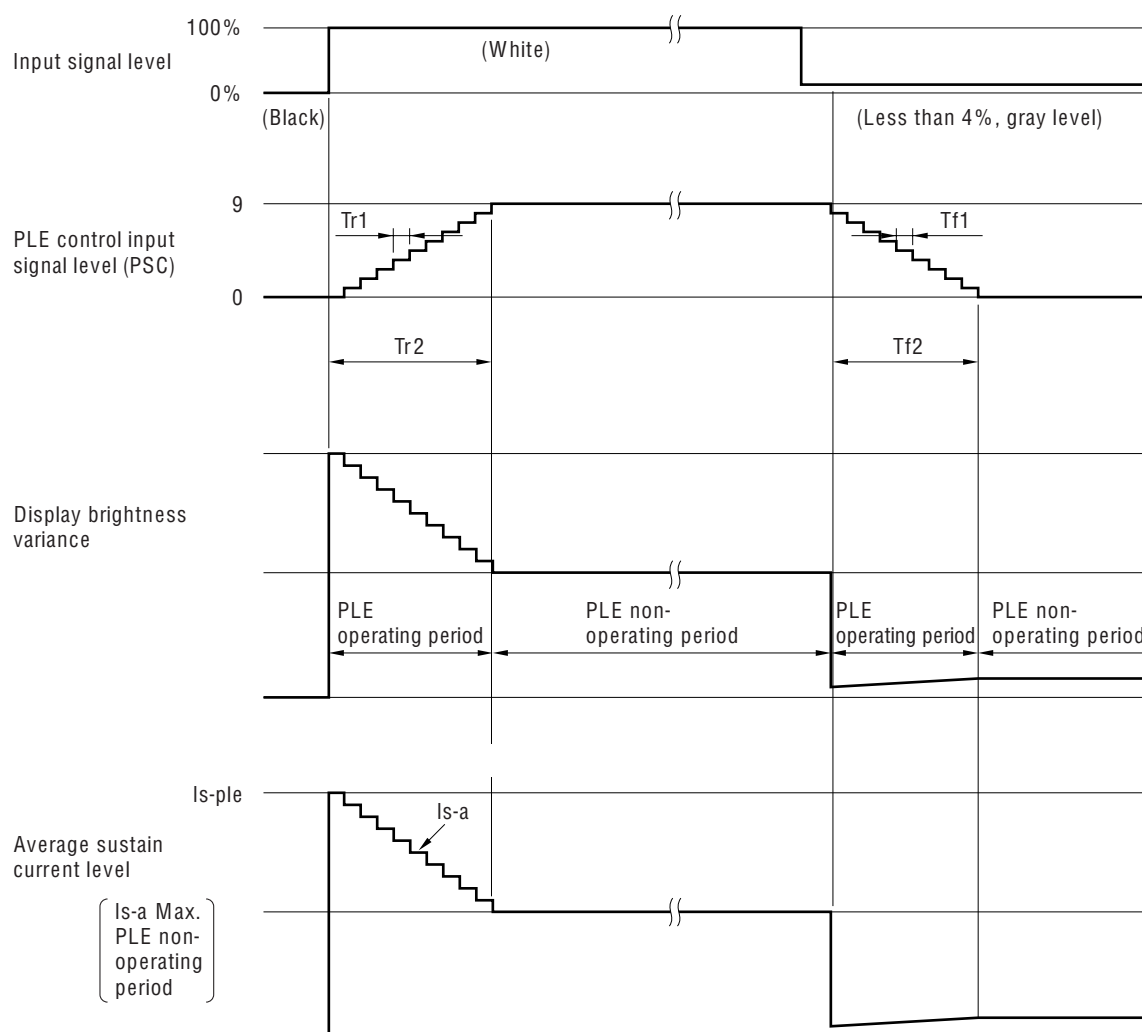 100%
Input signal level
(White)
0%
(Black)
(Less than 4%, gray level)
9
Tr1
Tf1
PLE control input
signal level (PSC)
0
Tr2
Tf2
Display brightness
variance
PLE
operating period
PLE non-
operating period
PLE
operating period
PLE non-
operating period
Is-ple
Is-a
Average sustain
current level
Is-a Max.
PLE non-
operating
period